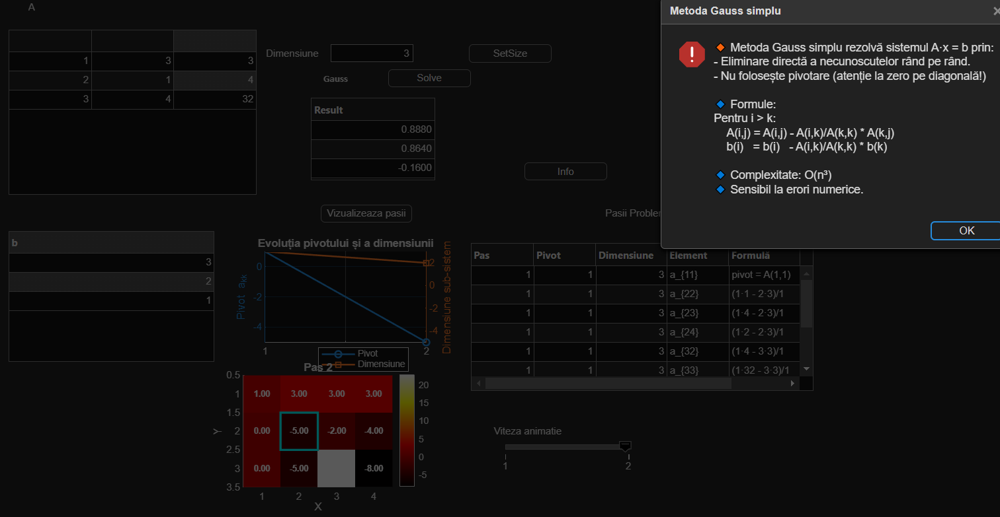 A
1 3 3
2 1 4
3 4 32
Dimensiune 3 SetSize
Gauss Solve
Result
0.8880
0.8640
-0.1600
Info
Metoda Gauss simplu
Metoda Gauss simplu rezolvă sistemul A·x = b prin:
- Eliminare directă a necunoscutelor rând pe rând.
- Nu folosește pivotare (atenție la zero pe diagonală!)
Formule:
Pentru i > k:
A(i,j) = A(i,j) - A(i,k)/A(k,k) * A(k,j)
b(i) = b(i) - A(i,k)/A(k,k) * b(k)
Complexitate: O(n³)
Sensibil la erori numerice.
OK
Vizualizeaza pasii
Pasii Probler
b
3
2
1
Evoluția pivotului și a dimensiunii
Pivot a_kk
0
-2
-4
1 2
2
0
-2
-4
Dimensiune sub-sistem
Pivot
Dimensiune
Pas Pivot Dimensiune Element Formulă
1 1 3 a_{11} pivot = A(1,1)
1 1 3 a_{22} (1·1 - 2·3)/1
1 1 3 a_{23} (1·4 - 2·3)/1
1 1 3 a_{24} (1·2 - 2·3)/1
1 1 3 a_{32} (1·4 - 3·3)/1
1 1 3 a_{33} (1·32 - 3·3)/1
Pas 2
0.5
1
1.5
2
2.5
3
3.5
Y
1.00 3.00 3.00 3.00
0.00 -5.00 -2.00 -4.00
0.00 -5.00 -8.00
1 2 3 4
X
20
15
10
5
0
-5
Viteza animatie
1 2